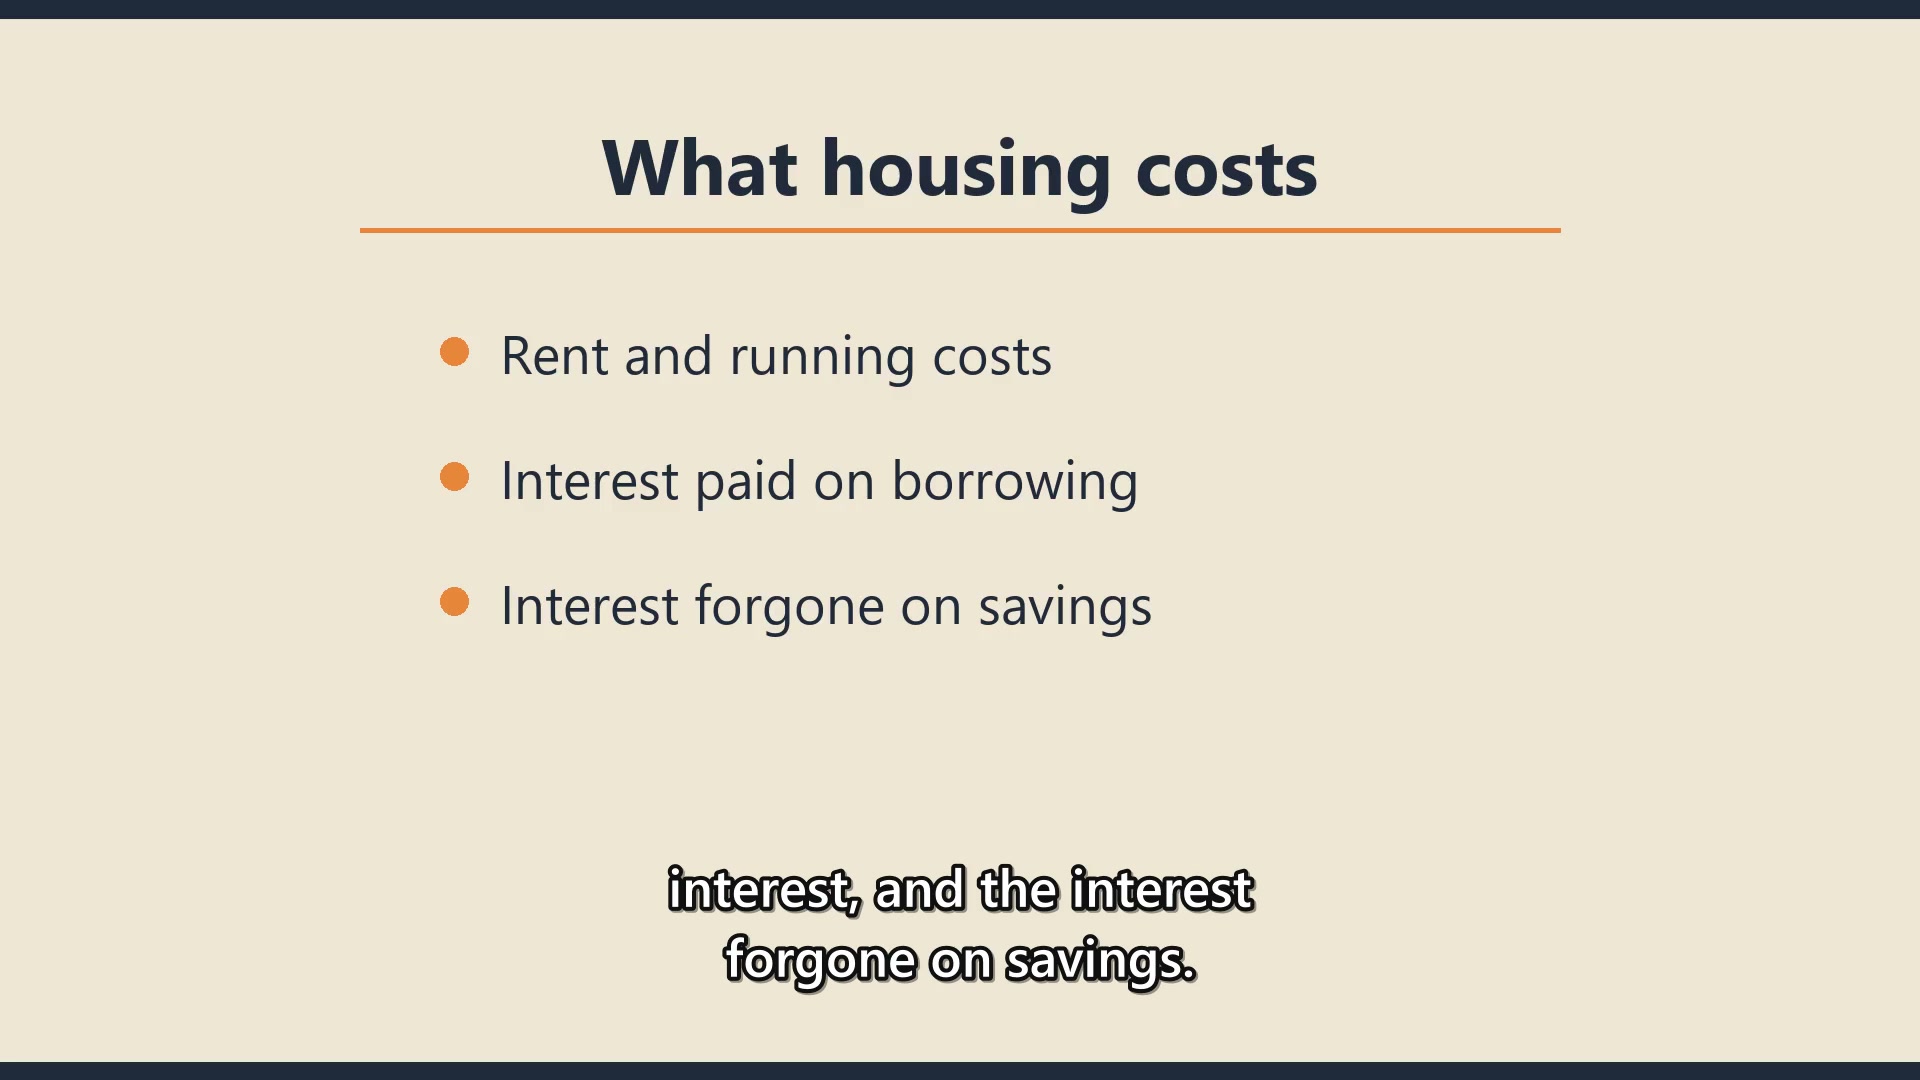 What housing costs
Rent and running costs
Interest paid on borrowing
Interest forgone on savings
interest, and the interest
forgone on savings.